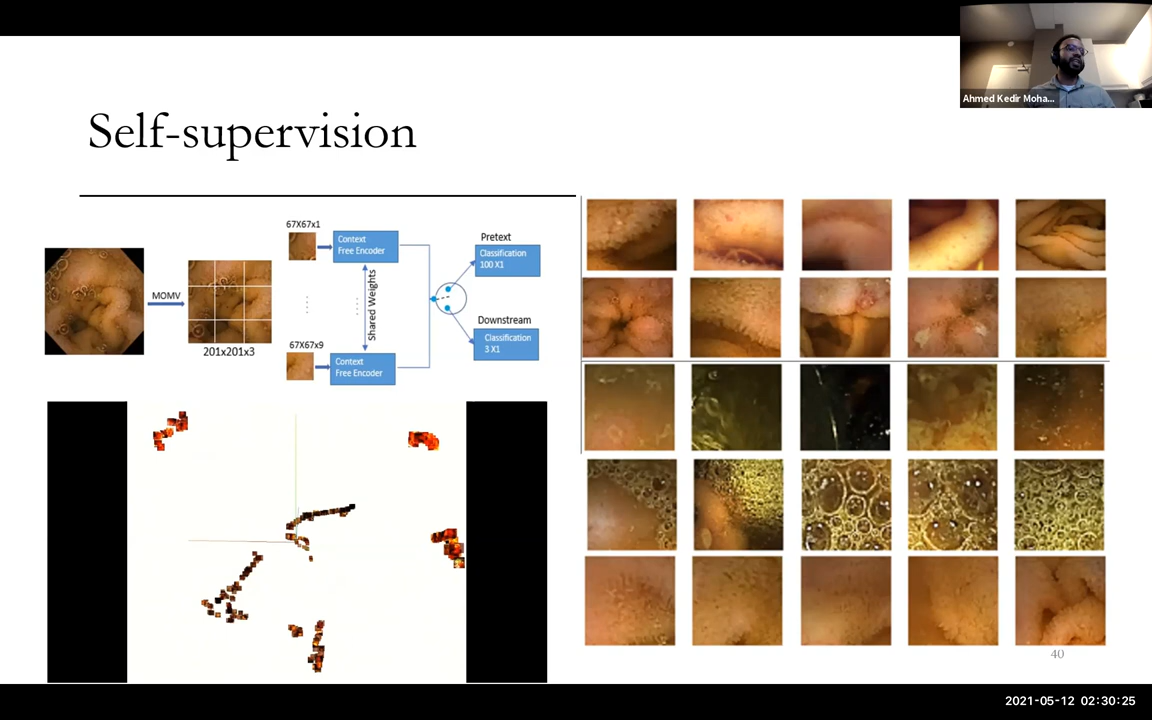 Ahmed Kedir Moha...
Self-supervision
67X67x1
Context
Free Encoder
Pretext
Classification
100 X1
MOMV
Shared Weights
201x201x3
Downstream
Classification
3 X1
67X67x9
Context
Free Encoder
40
2021-05-12 02:30:25